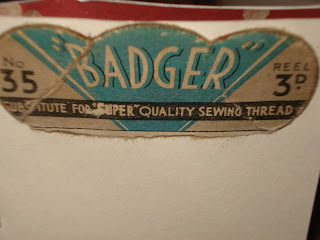 "BADGER"
No
35
REEL
3D
SUBSTITUTE FOR "SUPER" QUALITY SEWING THREAD